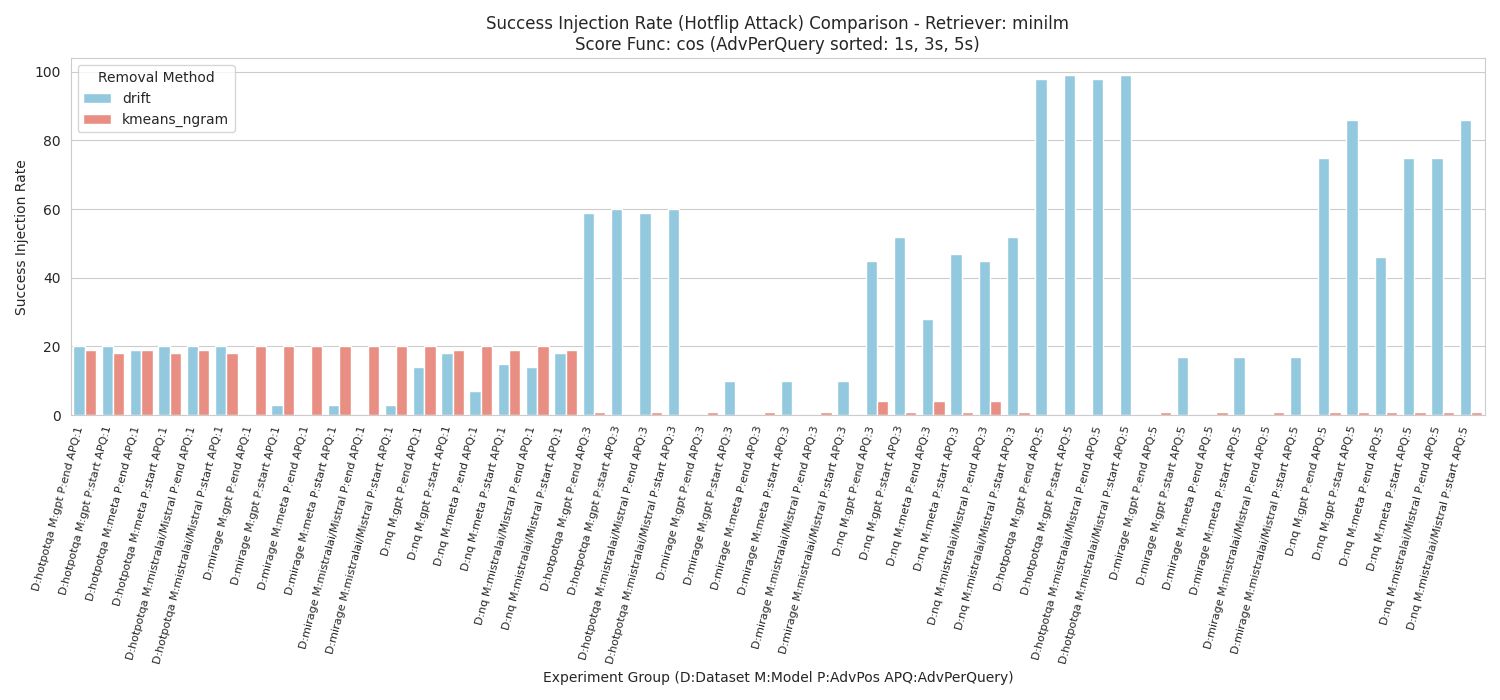 Success Injection Rate (Hotflip Attack) Comparison - Retriever: minilm
Score Func: cos (AdvPerQuery sorted: 1s, 3s, 5s)
Removal Method
drift
kmeans_ngram
Success Injection Rate
100
80
60
40
20
0
D:hotpotqa M:gpt P:end APQ:1
D:hotpotqa M:gpt P:start APQ:1
D:hotpotqa M:meta P:end APQ:1
D:hotpotqa M:meta P:start APQ:1
D:hotpotqa M:mistralai/Mistral P:end APQ:1
D:hotpotqa M:mistralai/Mistral P:start APQ:1
D:mirage M:gpt P:end APQ:1
D:mirage M:gpt P:start APQ:1
D:mirage M:meta P:end APQ:1
D:mirage M:meta P:start APQ:1
D:mirage M:mistralai/Mistral P:end APQ:1
D:mirage M:mistralai/Mistral P:start APQ:1
D:nq M:gpt P:end APQ:1
D:nq M:gpt P:start APQ:1
D:nq M:meta P:end APQ:1
D:nq M:meta P:start APQ:1
D:nq M:mistralai/Mistral P:end APQ:1
D:nq M:mistralai/Mistral P:start APQ:1
D:hotpotqa M:gpt P:end APQ:3
D:hotpotqa M:gpt P:start APQ:3
D:hotpotqa M:mistralai/Mistral P:end APQ:3
D:hotpotqa M:mistralai/Mistral P:start APQ:3
D:mirage M:gpt P:end APQ:3
D:mirage M:gpt P:start APQ:3
D:mirage M:meta P:end APQ:3
D:mirage M:meta P:start APQ:3
D:mirage M:mistralai/Mistral P:end APQ:3
D:mirage M:mistralai/Mistral P:start APQ:3
D:nq M:gpt P:end APQ:3
D:nq M:gpt P:start APQ:3
D:nq M:meta P:end APQ:3
D:nq M:meta P:start APQ:3
D:nq M:mistralai/Mistral P:end APQ:3
D:nq M:mistralai/Mistral P:start APQ:3
D:hotpotqa M:gpt P:end APQ:5
D:hotpotqa M:gpt P:start APQ:5
D:hotpotqa M:mistralai/Mistral P:end APQ:5
D:hotpotqa M:mistralai/Mistral P:start APQ:5
D:mirage M:gpt P:end APQ:5
D:mirage M:gpt P:start APQ:5
D:mirage M:meta P:end APQ:5
D:mirage M:meta P:start APQ:5
D:mirage M:mistralai/Mistral P:end APQ:5
D:mirage M:mistralai/Mistral P:start APQ:5
D:nq M:gpt P:end APQ:5
D:nq M:gpt P:start APQ:5
D:nq M:meta P:end APQ:5
D:nq M:meta P:start APQ:5
D:nq M:mistralai/Mistral P:end APQ:5
D:nq M:mistralai/Mistral P:start APQ:5
Experiment Group (D:Dataset M:Model P:AdvPos APQ:AdvPerQuery)